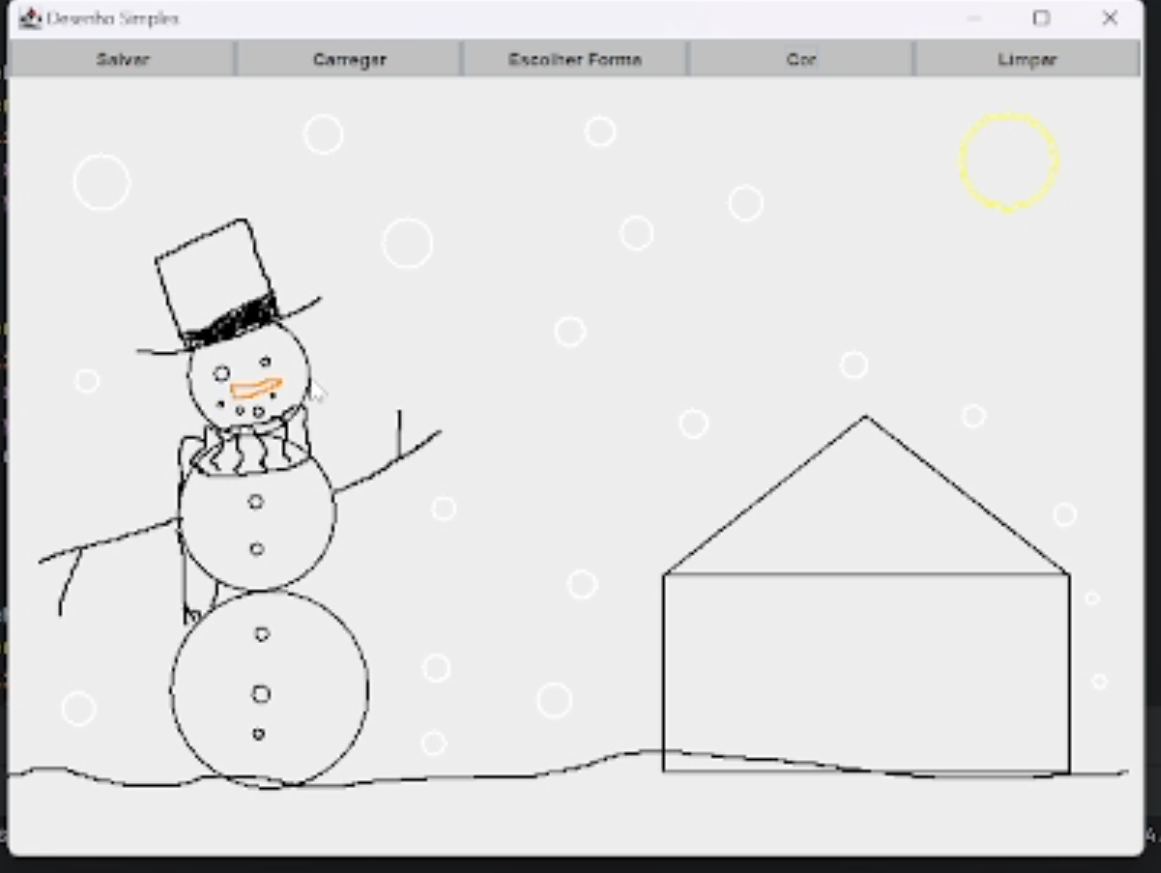 Desenho Simples
Salvar Carregar Escolher Forma Cor Limpar